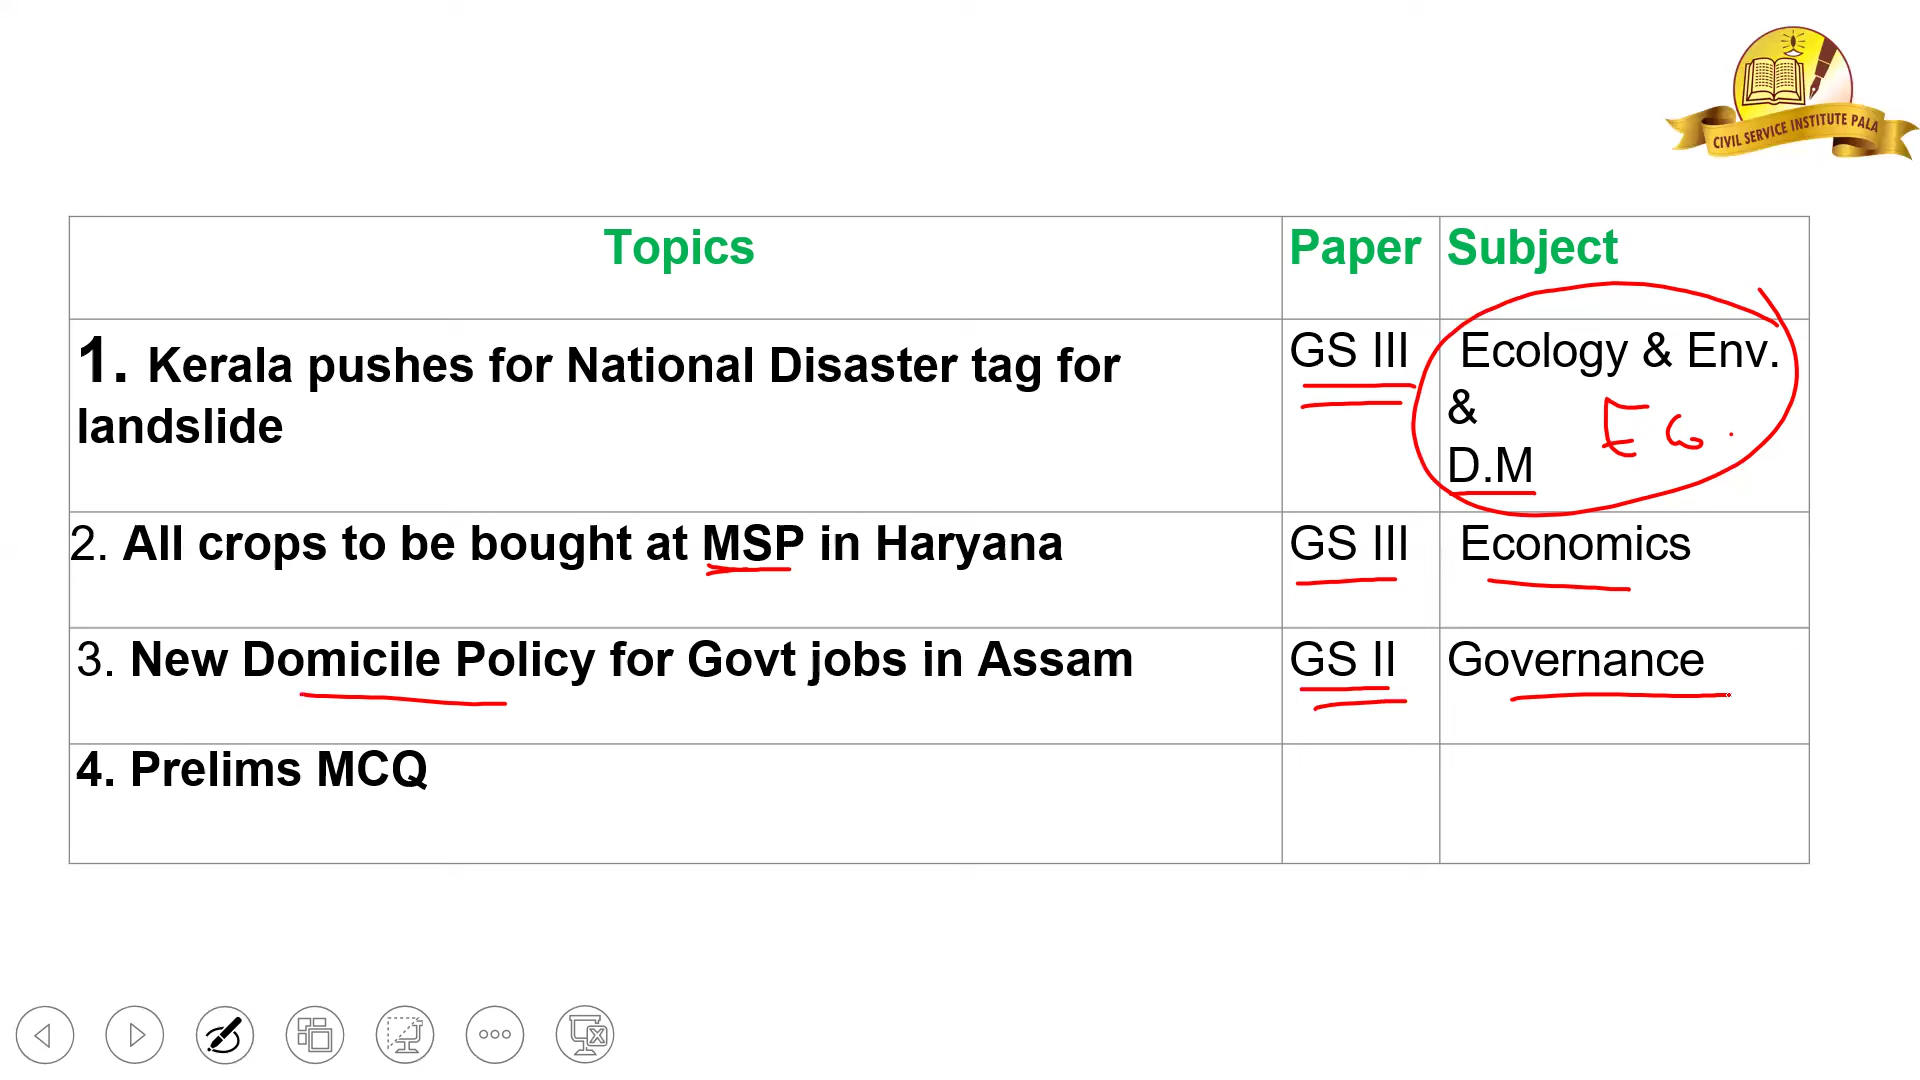 CIVIL SERVICE INSTITUTE PALA
Topics Paper Subject
1. Kerala pushes for National Disaster tag for GS III Ecology & Env.
landslide &
D.M
2. All crops to be bought at MSP in Haryana GS III Economics
3. New Domicile Policy for Govt jobs in Assam GS II Governance
4. Prelims MCQ